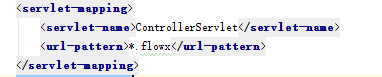 <servlet-mapping>
<servlet-name>ControllerServlet</servlet-name>
<url-pattern>*.flowx</url-pattern>
</servlet-mapping>